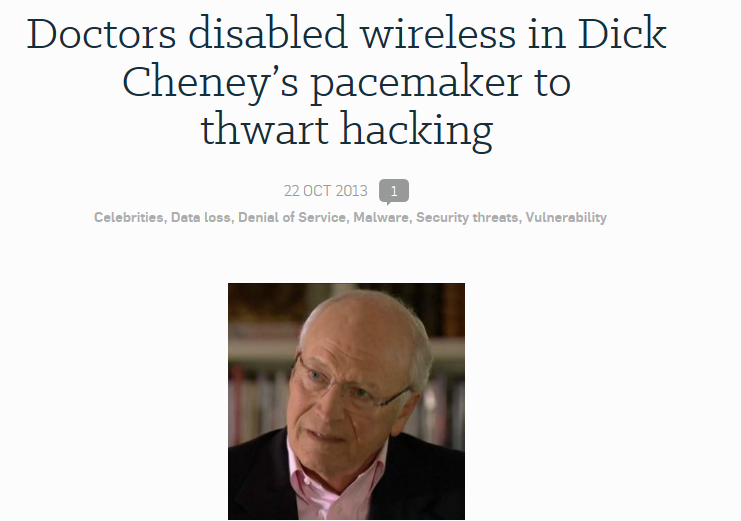 Doctors disabled wireless in Dick
Cheney’s pacemaker to
thwart hacking
22 OCT 2013 1
Celebrities, Data loss, Denial of Service, Malware, Security threats, Vulnerability